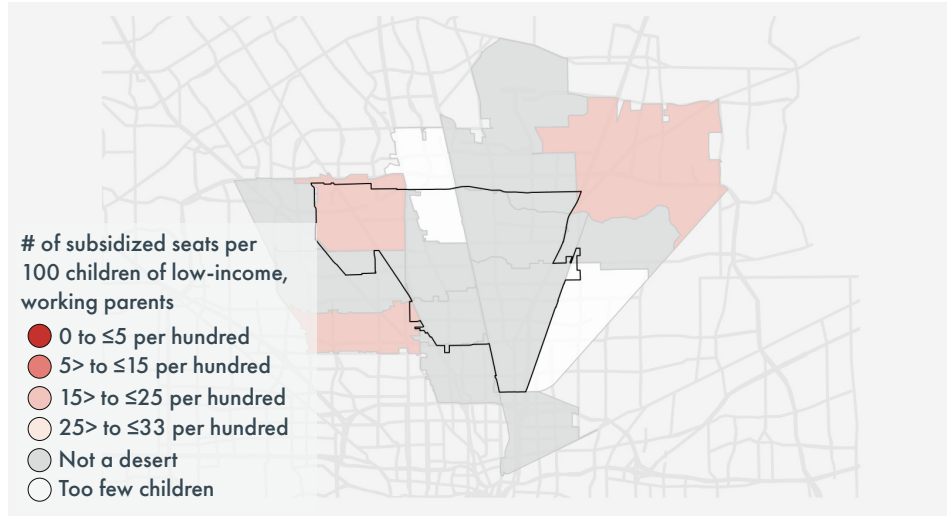 # of subsidized seats per
100 children of low-income,
working parents
0 to ≤5 per hundred
5> to ≤15 per hundred
15> to ≤25 per hundred
25> to ≤33 per hundred
Not a desert
Too few children